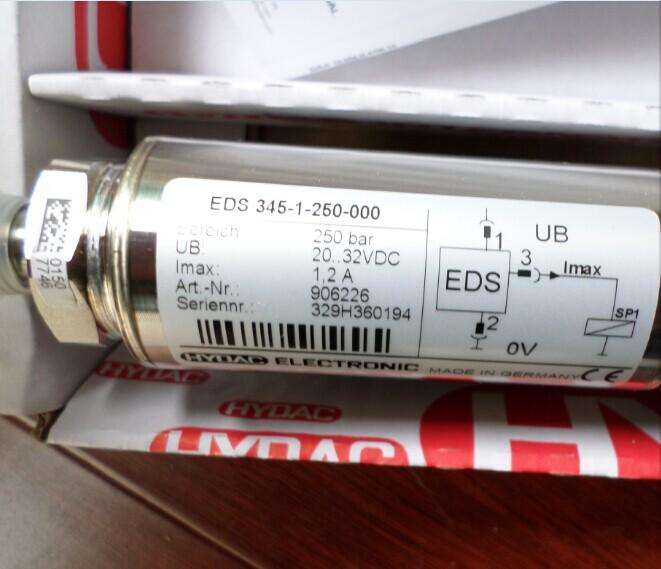 EDS 345-1-250-000
Bereich 250 bar
UB: 20..32VDC
Imax: 1,2 A
Art.-Nr.: 906226
Seriennr.: 329H360194
HYDAC ELECTRONIC
MADE IN GERMANY CE
1
UB
EDS
3
Imax
SP1
2
0V
HYDAC
HYDAC
HYDAC